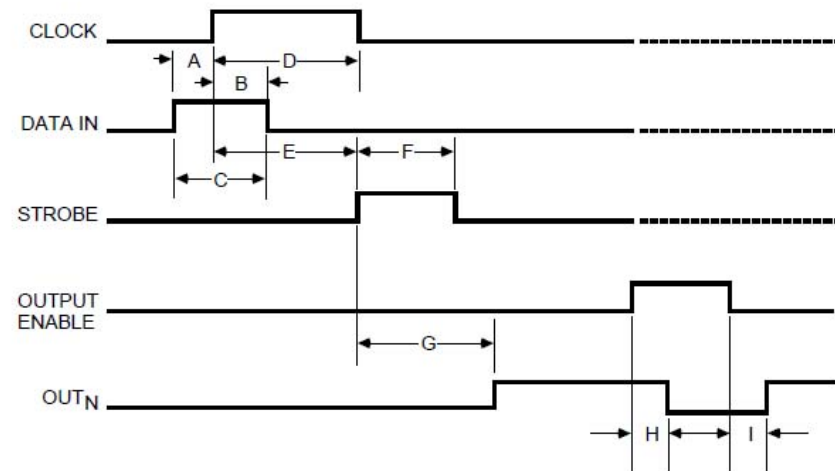 CLOCK
A
D
B
DATA IN
E
F
C
STROBE
OUTPUT
ENABLE
G
OUTN
H
I